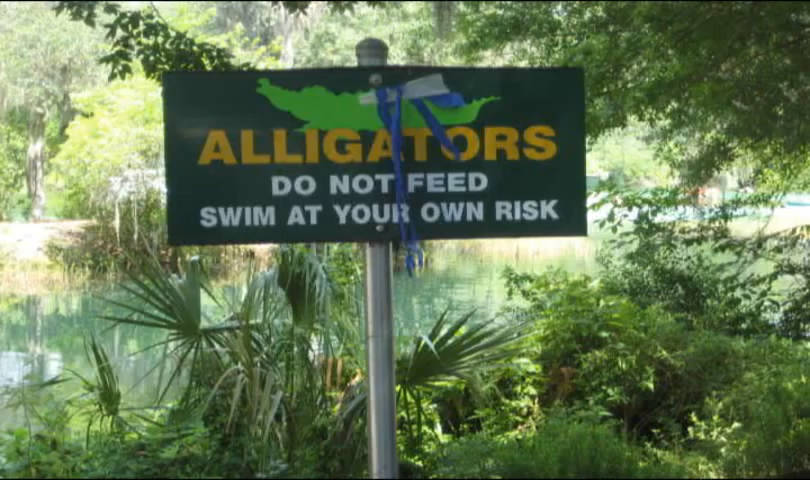 ALLIGATORS
DO NOT FEED
SWIM AT YOUR OWN RISK